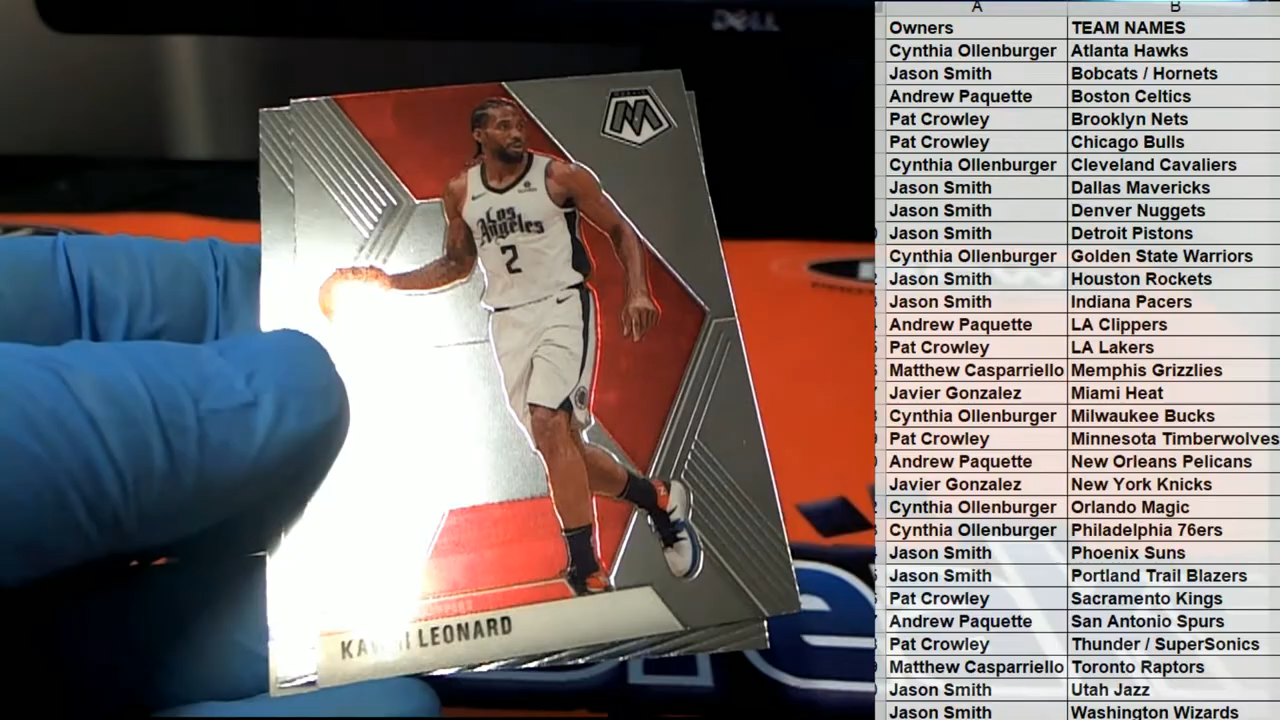 DELL
M
Los
Angeles
2
LEONARD
A B
Owners TEAM NAMES
Cynthia Ollenburger Atlanta Hawks
Jason Smith Bobcats / Hornets
Andrew Paquette Boston Celtics
Pat Crowley Brooklyn Nets
Pat Crowley Chicago Bulls
Cynthia Ollenburger Cleveland Cavaliers
Jason Smith Dallas Mavericks
Jason Smith Denver Nuggets
Jason Smith Detroit Pistons
Cynthia Ollenburger Golden State Warriors
Jason Smith Houston Rockets
Jason Smith Indiana Pacers
Andrew Paquette LA Clippers
Pat Crowley LA Lakers
Matthew Casparriello Memphis Grizzlies
Javier Gonzalez Miami Heat
Cynthia Ollenburger Milwaukee Bucks
Pat Crowley Minnesota Timberwolves
Andrew Paquette New Orleans Pelicans
Javier Gonzalez New York Knicks
Cynthia Ollenburger Orlando Magic
Cynthia Ollenburger Philadelphia 76ers
Jason Smith Phoenix Suns
Jason Smith Portland Trail Blazers
Pat Crowley Sacramento Kings
Andrew Paquette San Antonio Spurs
Pat Crowley Thunder / SuperSonics
Matthew Casparriello Toronto Raptors
Jason Smith Utah Jazz
Jason Smith Washington Wizards